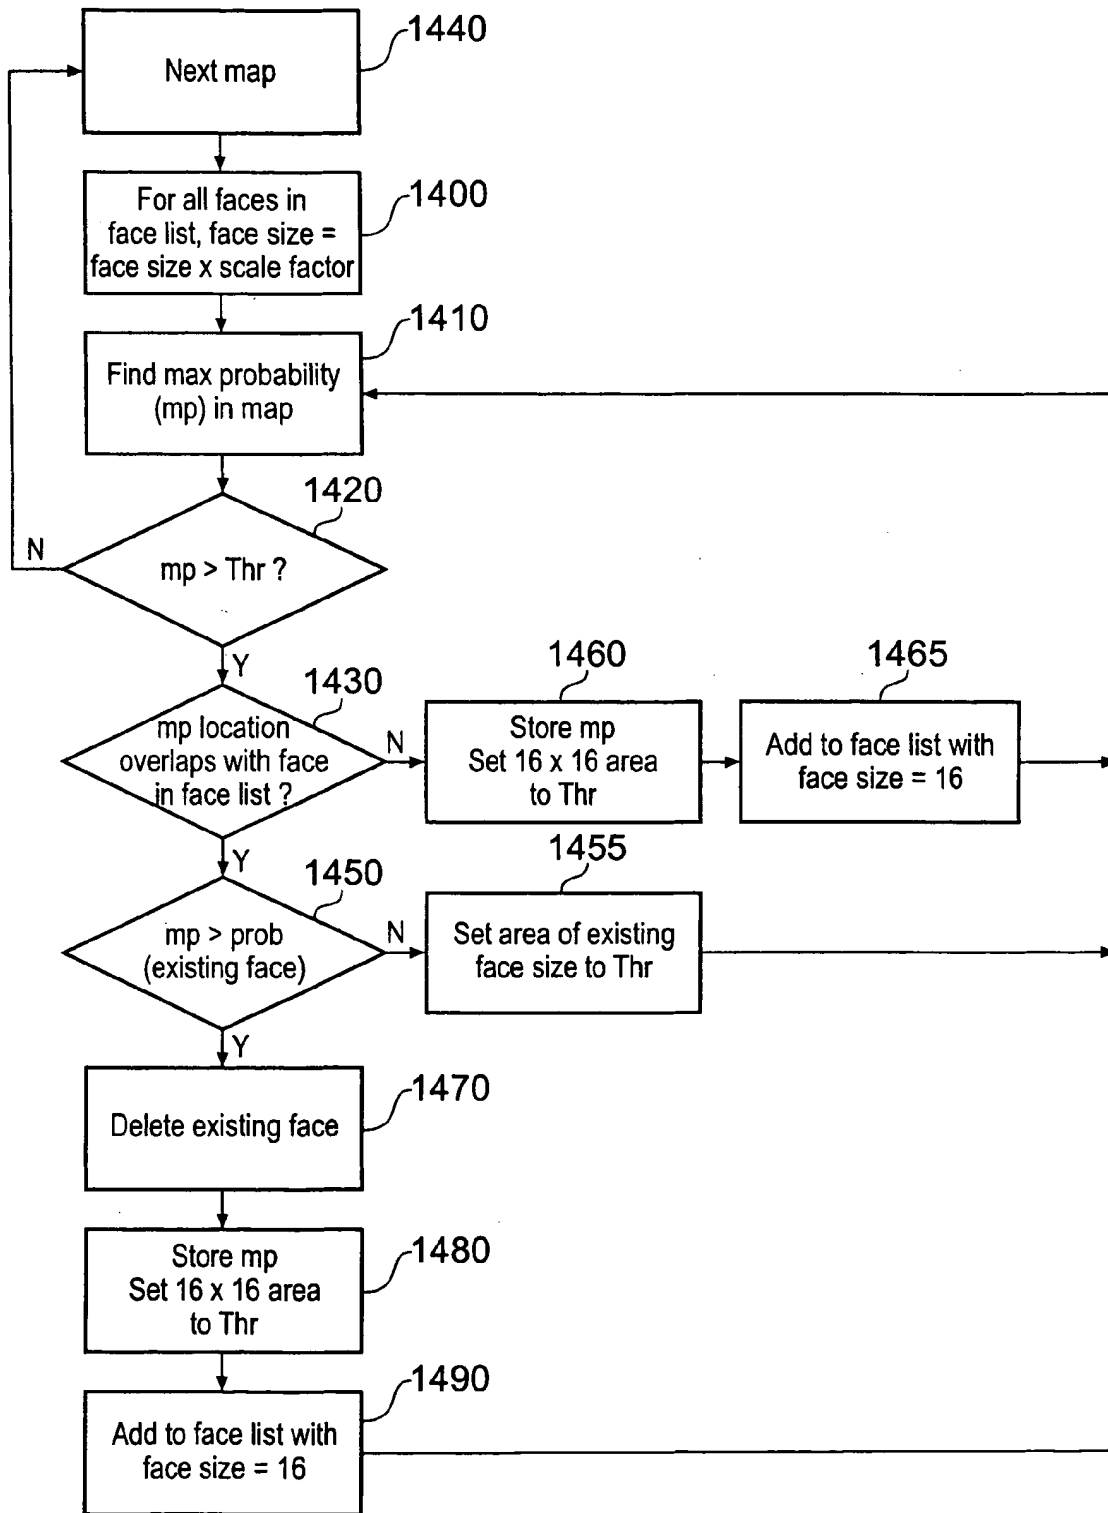 1440
Next map
1400
For all faces in
face list, face size =
face size x scale factor
1410
Find max probability
(mp) in map
1420
N
mp > Thr ?
Y
1430
mp location
overlaps with face
in face list ?
N
1460
Store mp
Set 16 x 16 area
to Thr
1465
Add to face list with
face size = 16
Y
1450
mp > prob
(existing face)
N
1455
Set area of existing
face size to Thr
Y
1470
Delete existing face
1480
Store mp
Set 16 x 16 area
to Thr
1490
Add to face list with
face size = 16